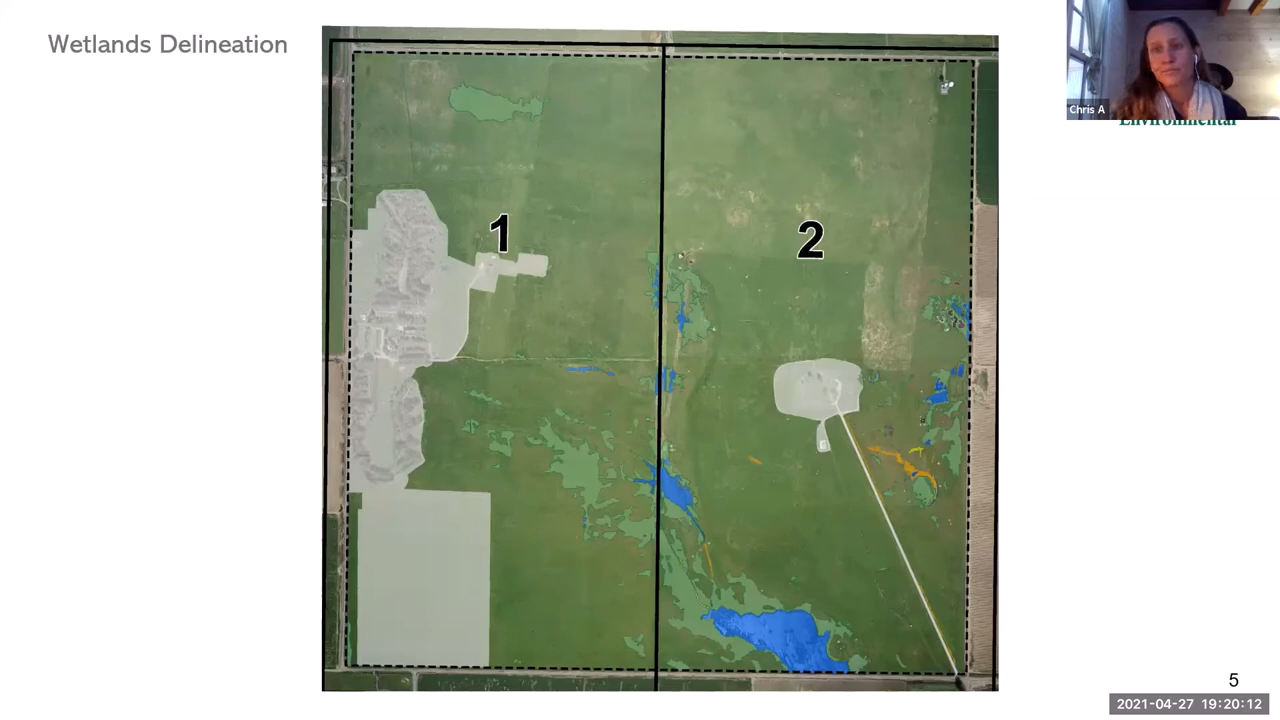 Wetlands Delineation
1
2
Chris A
Environmental
5
2021-04-27 19:20:12